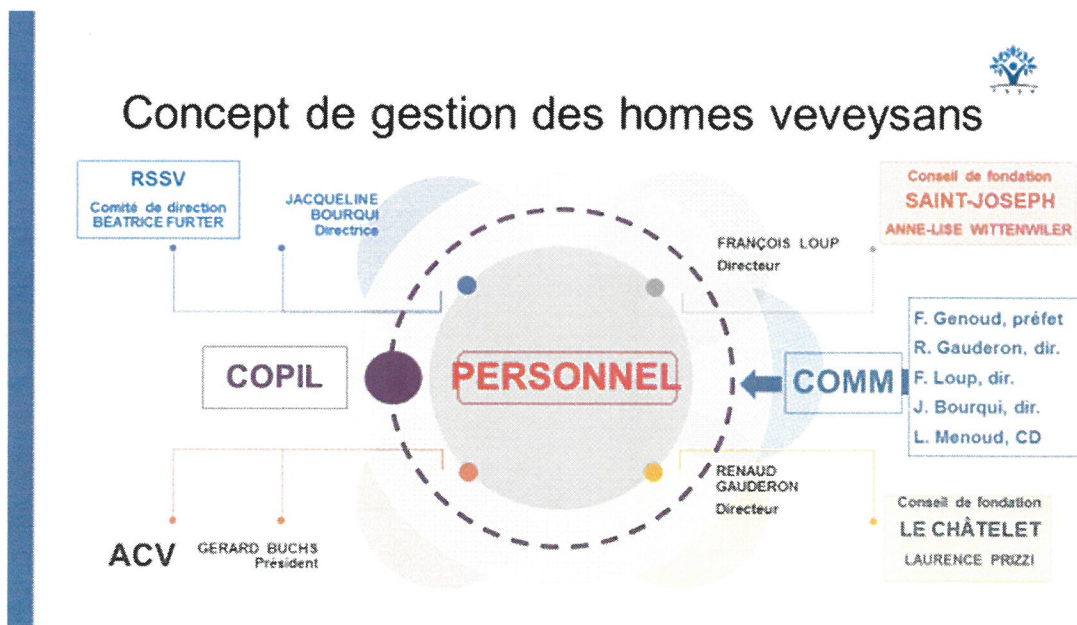 RSSV
Concept de gestion des homes veveysans
RSSV
Comité de direction
BÉATRICE FURTER
JACQUELINE
BOURQUI
Directrice
Conseil de fondation
SAINT-JOSEPH
ANNE-LISE WITTENWILER
FRANÇOIS LOUP
Directeur
COPIL
PERSONNEL
COMM
F. Genoud, préfet
R. Gauderon, dir.
F. Loup, dir.
J. Bourqui, dir.
L. Menoud, CD
ACV
GERARD BUCHS
Président
RENAUD
GAUDERON
Directeur
Conseil de fondation
LE CHÂTELET
LAURENCE PRIZZI